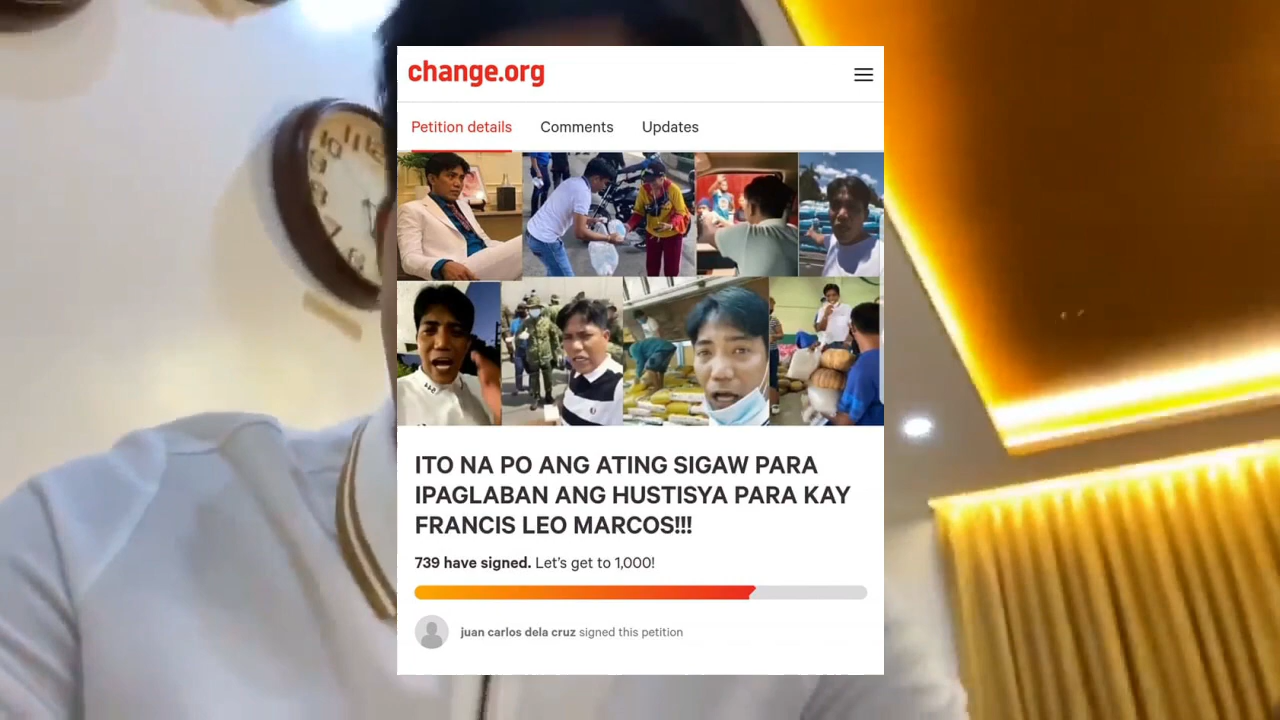 change.org
Petition details Comments Updates
ITO NA PO ANG ATING SIGAW PARA
IPAGLABAN ANG HUSTISYA PARA KAY
FRANCIS LEO MARCOS!!!
739 have signed. Let's get to 1,000!
juan carlos dela cruz signed this petition